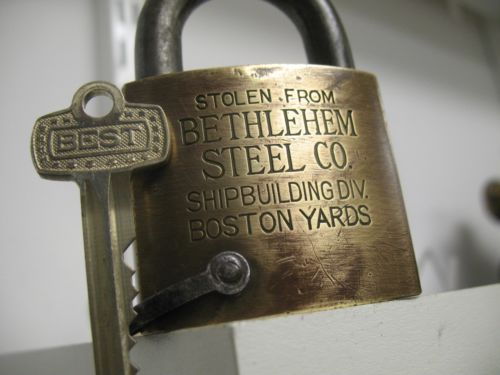 STOLEN FROM
BETHLEHEM
STEEL CO.
SHIPBUILDING DIV.
BOSTON YARDS
BEST